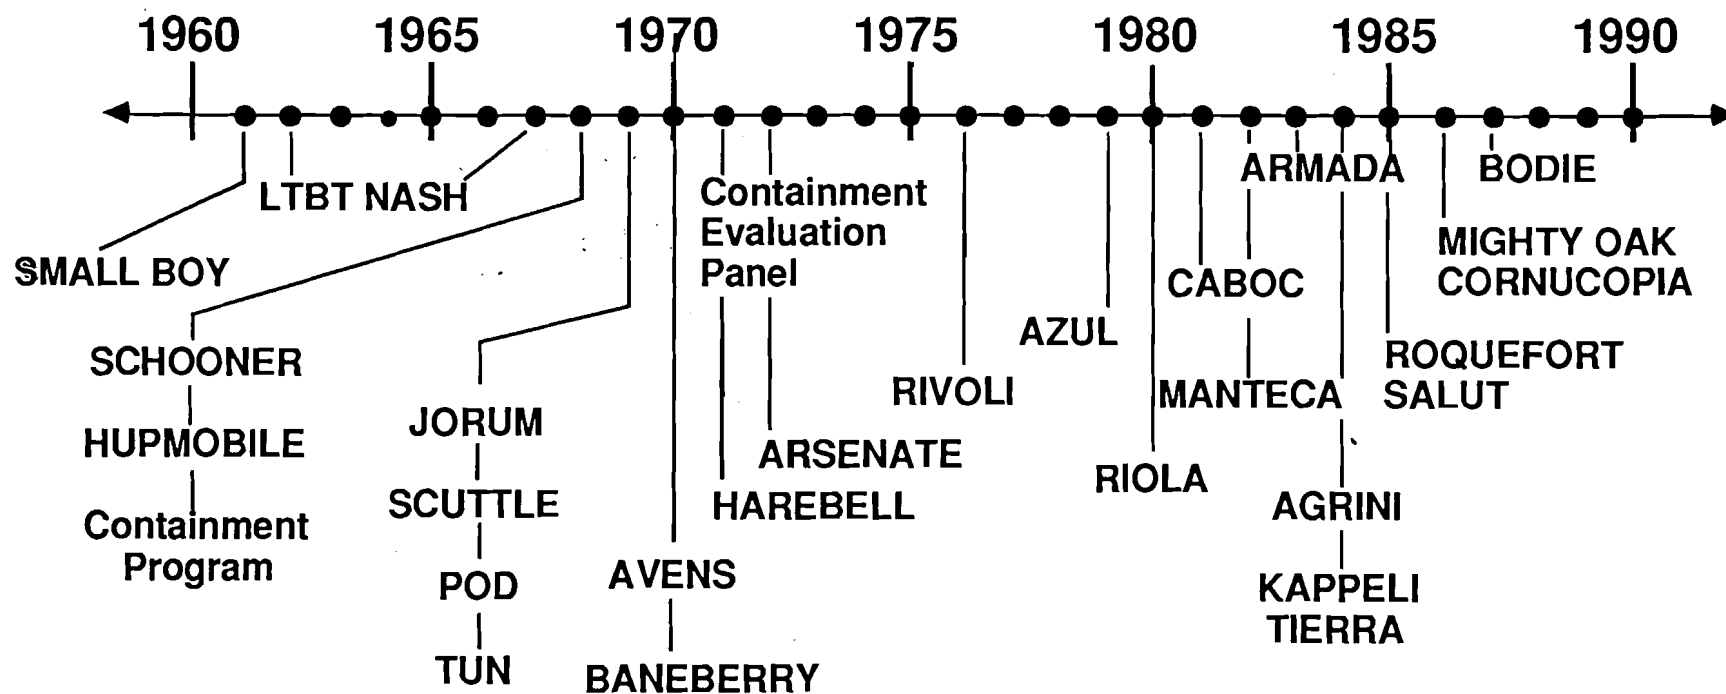 1960 1965 1970 1975 1980 1985 1990
SMALL BOY
LTBT NASH
SCHOONER
HUPMOBILE
Containment
Program
JORUM
SCUTTLE
POD
TUN
AVENS
BANEBERRY
Containment
Evaluation
Panel
HAREBELL
ARSENATE
RIVOLI
AZUL
RIOLA
CABOC
MANTECA
ARMADA
AGRINI
KAPPELI
TIERRA
ROQUEFORT
SALUT
MIGHTY OAK
CORNUCOPIA
BODIE